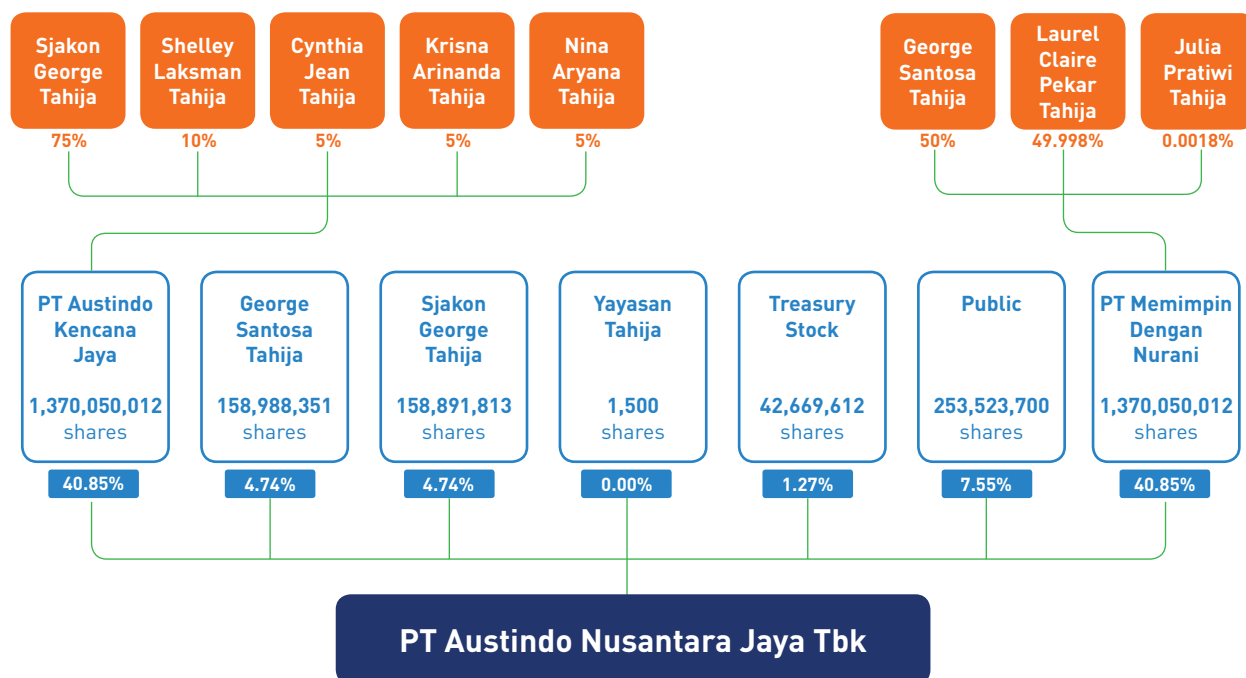 Sjakon
George
Tahija
75%
Shelley
Laksman
Tahija
10%
Cynthia
Jean
Tahija
5%
Krisna
Arinanda
Tahija
5%
Nina
Aryana
Tahija
5%
George
Santosa
Tahija
50%
Laurel
Claire
Pekar
Tahija
49.998%
Julia
Pratiwi
Tahija
0.0018%
PT Austindo
Kencana
Jaya
1,370,050,012
shares
40.85%
George
Santosa
Tahija
158,988,351
shares
4.74%
Sjakon
George
Tahija
158,891,813
shares
4.74%
Yayasan
Tahija
1,500
shares
0.00%
Treasury
Stock
42,669,612
shares
1.27%
Public
253,523,700
shares
7.55%
PT Memimpin
Dengan
Nurani
1,370,050,012
shares
40.85%
PT Austindo Nusantara Jaya Tbk